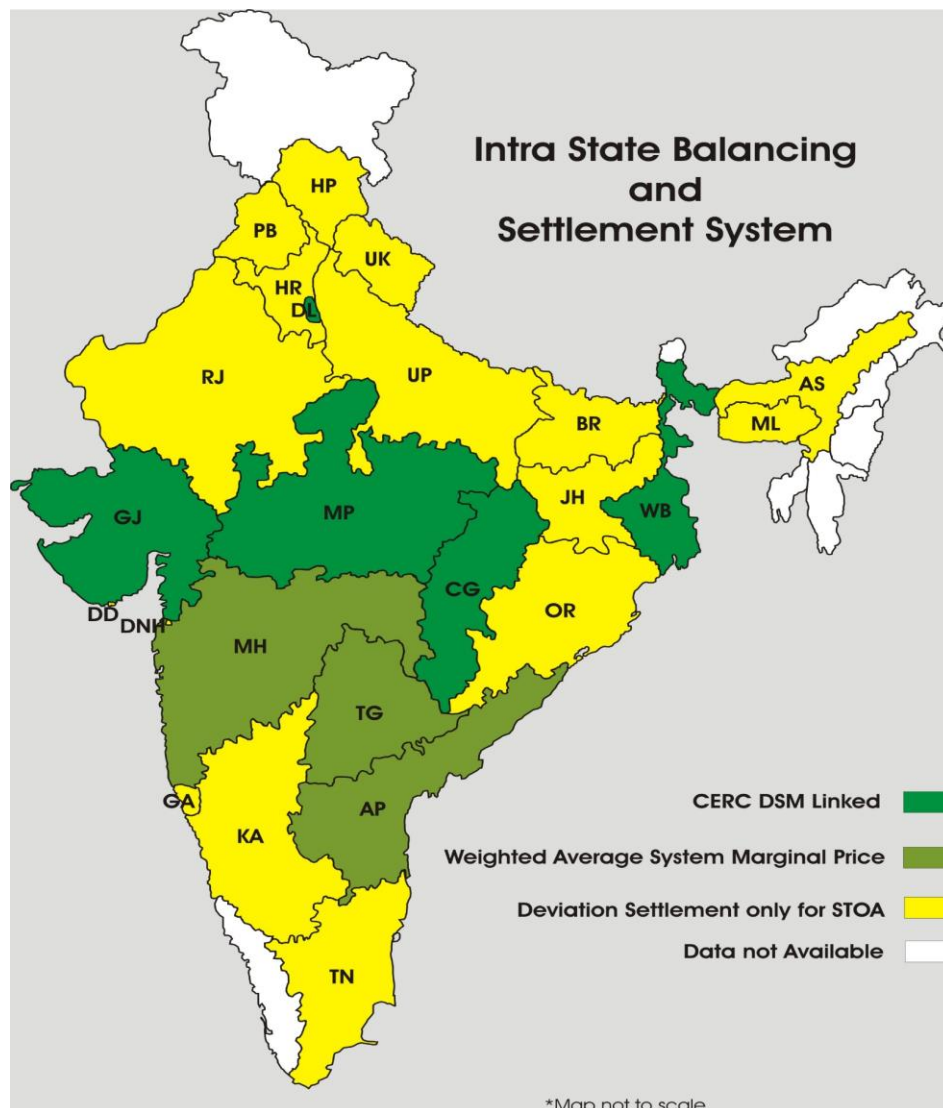 Intra State Balancing
and
Settlement System
HP
PB
UK
HR
DL
RJ
UP
AS
BR
ML
JH
GJ
MP
WB
CG
OR
DD
DNH
MH
TG
GA
AP
KA
TN
CERC DSM Linked
Weighted Average System Marginal Price
Deviation Settlement only for STOA
Data not Available
*Map not to scale